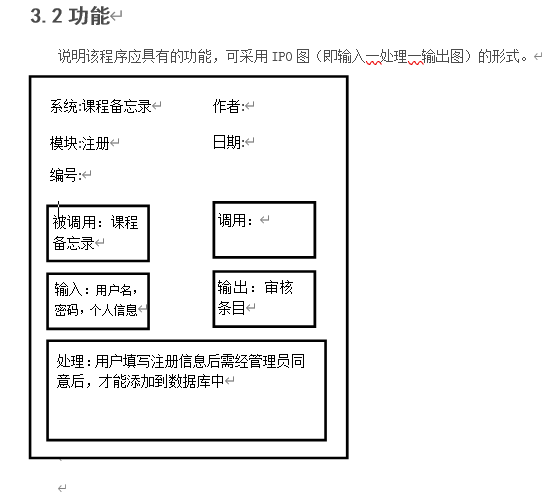 3.2 功能
说明该程序应具有的功能，可采用 IPO 图（即输入一处理一输出图）的形式。
系统:课程备忘录
作者:
模块:注册
日期:
编号:
被调用：课程
备忘录
调用：
输入：用户名，
密码，个人信息
输出：审核
条目
处理：用户填写注册信息后需经管理员同
意后，才能添加到数据库中